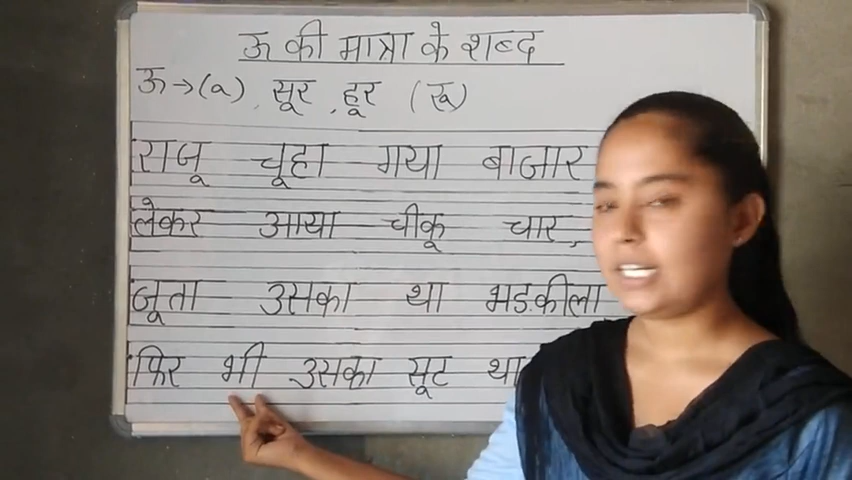 ऊ की मात्रा के शब्द
ऊ → ( ू ) , सूर , हूर ( रू )
राजू चूहा गया बाजार
लेकर आया चीकू चार,
जूता उसका था भड़कीला
फिर भी उसका सूट था